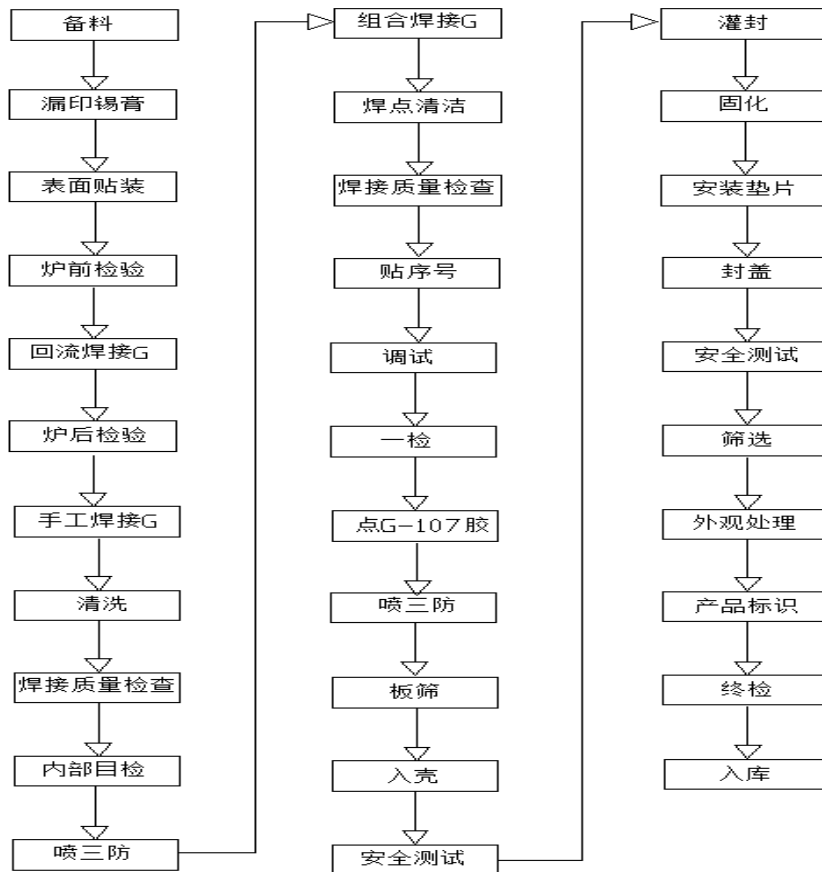 备料
漏印锡膏
表面贴装
炉前检验
回流焊接G
炉后检验
手工焊接G
清洗
焊接质量检查
内部目检
喷三防
组合焊接G
焊点清洁
焊接质量检查
贴序号
调试
一检
点G-107胶
喷三防
板筛
入壳
安全测试
灌封
固化
安装垫片
封盖
安全测试
筛选
外观处理
产品标识
终检
入库